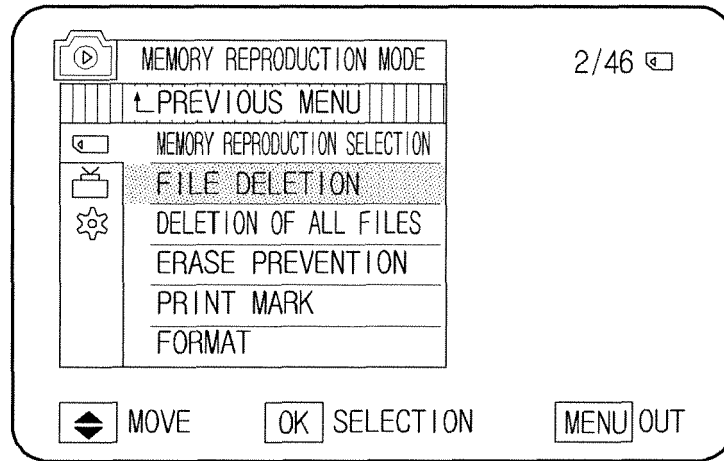 MEMORY REPRODUCTION MODE 2/46
PREVIOUS MENU
MEMORY REPRODUCTION SELECTION
FILE DELETION
DELETION OF ALL FILES
ERASE PREVENTION
PRINT MARK
FORMAT
MOVE OK SELECTION MENU OUT